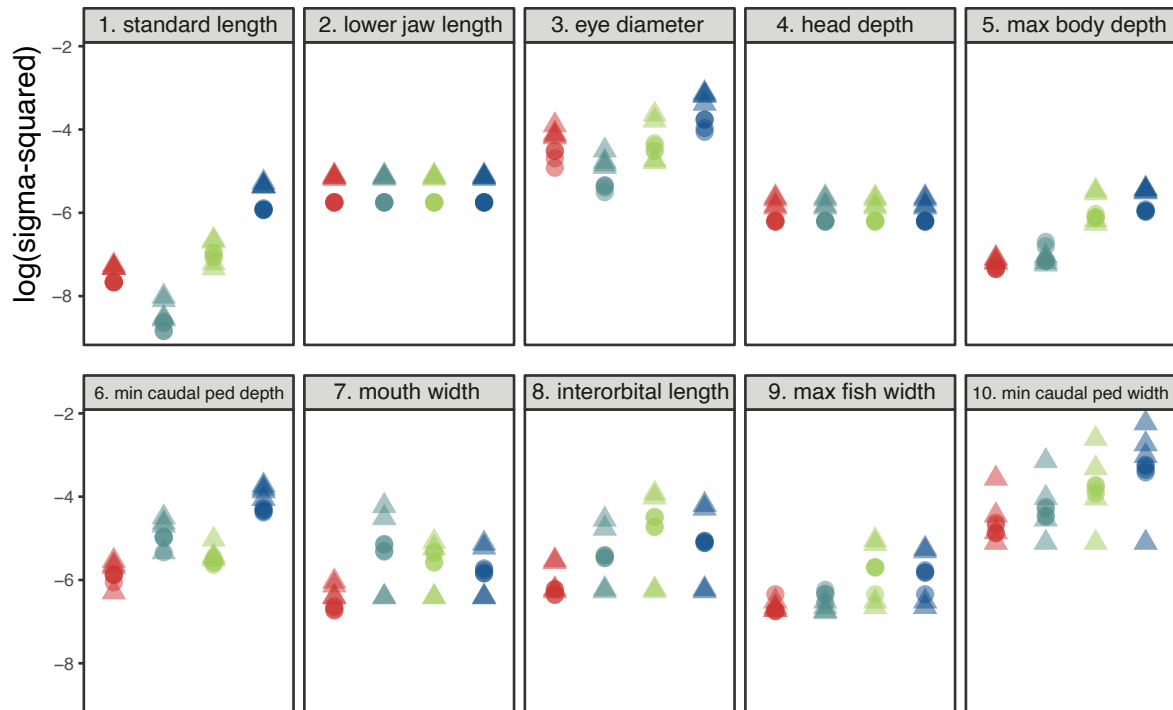 1. standard length
2. lower jaw length
3. eye diameter
4. head depth
5. max body depth
log(sigma-squared)
−2
−4
−6
−8
6. min caudal ped depth
7. mouth width
8. interorbital length
9. max fish width
10. min caudal ped width
−2
−4
−6
−8